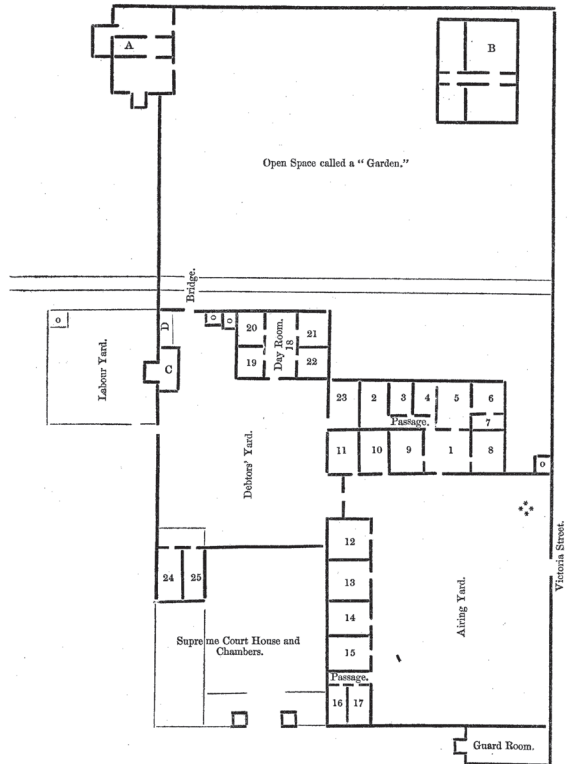 A
B
Open Space called a "Garden."
Bridge.
o
D
o
o
20
Day Room.
18
21
Labour Yard.
C
19
22
23
2
3
4
5
6
Passage.
7
11
10
9
1
8
o
Debtors' Yard.
12
Victoria Street.
24
25
13
Airing Yard.
14
Supreme Court House and
Chambers.
15
Passage.
16
17
Guard Room.